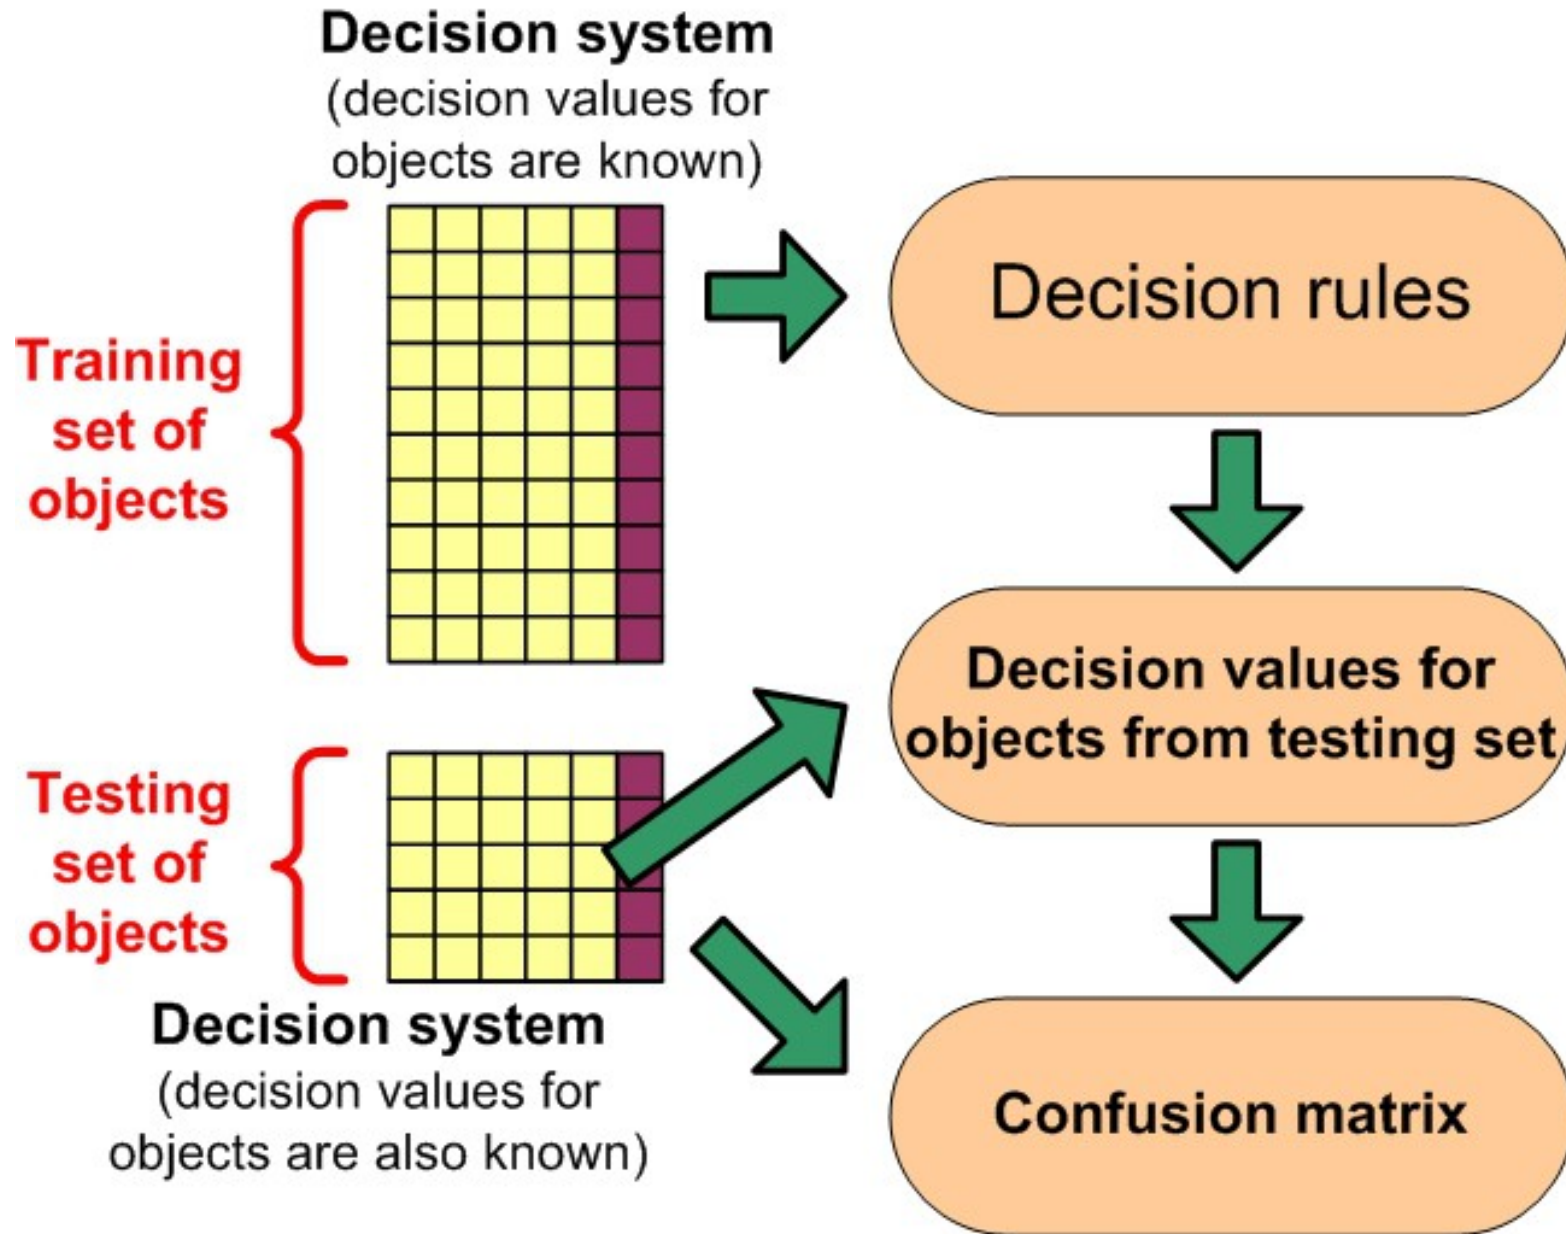 Decision system
(decision values for
objects are known)
Training
set of
objects
Decision rules
Decision values for
objects from testing set
Testing
set of
objects
Decision system
(decision values for
objects are also known)
Confusion matrix